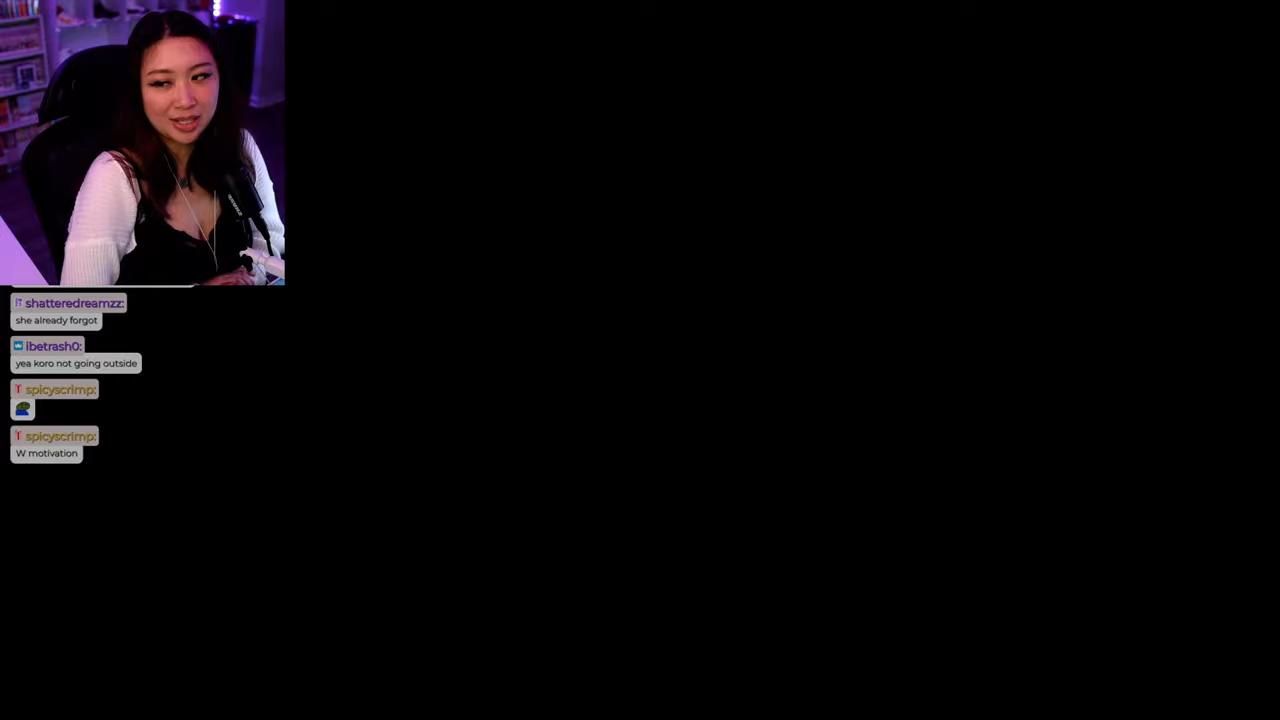 shatteredreamzz:
she already forgot
ibetrash0:
yea koro not going outside
spicyscrimp:
spicyscrimp:
W motivation